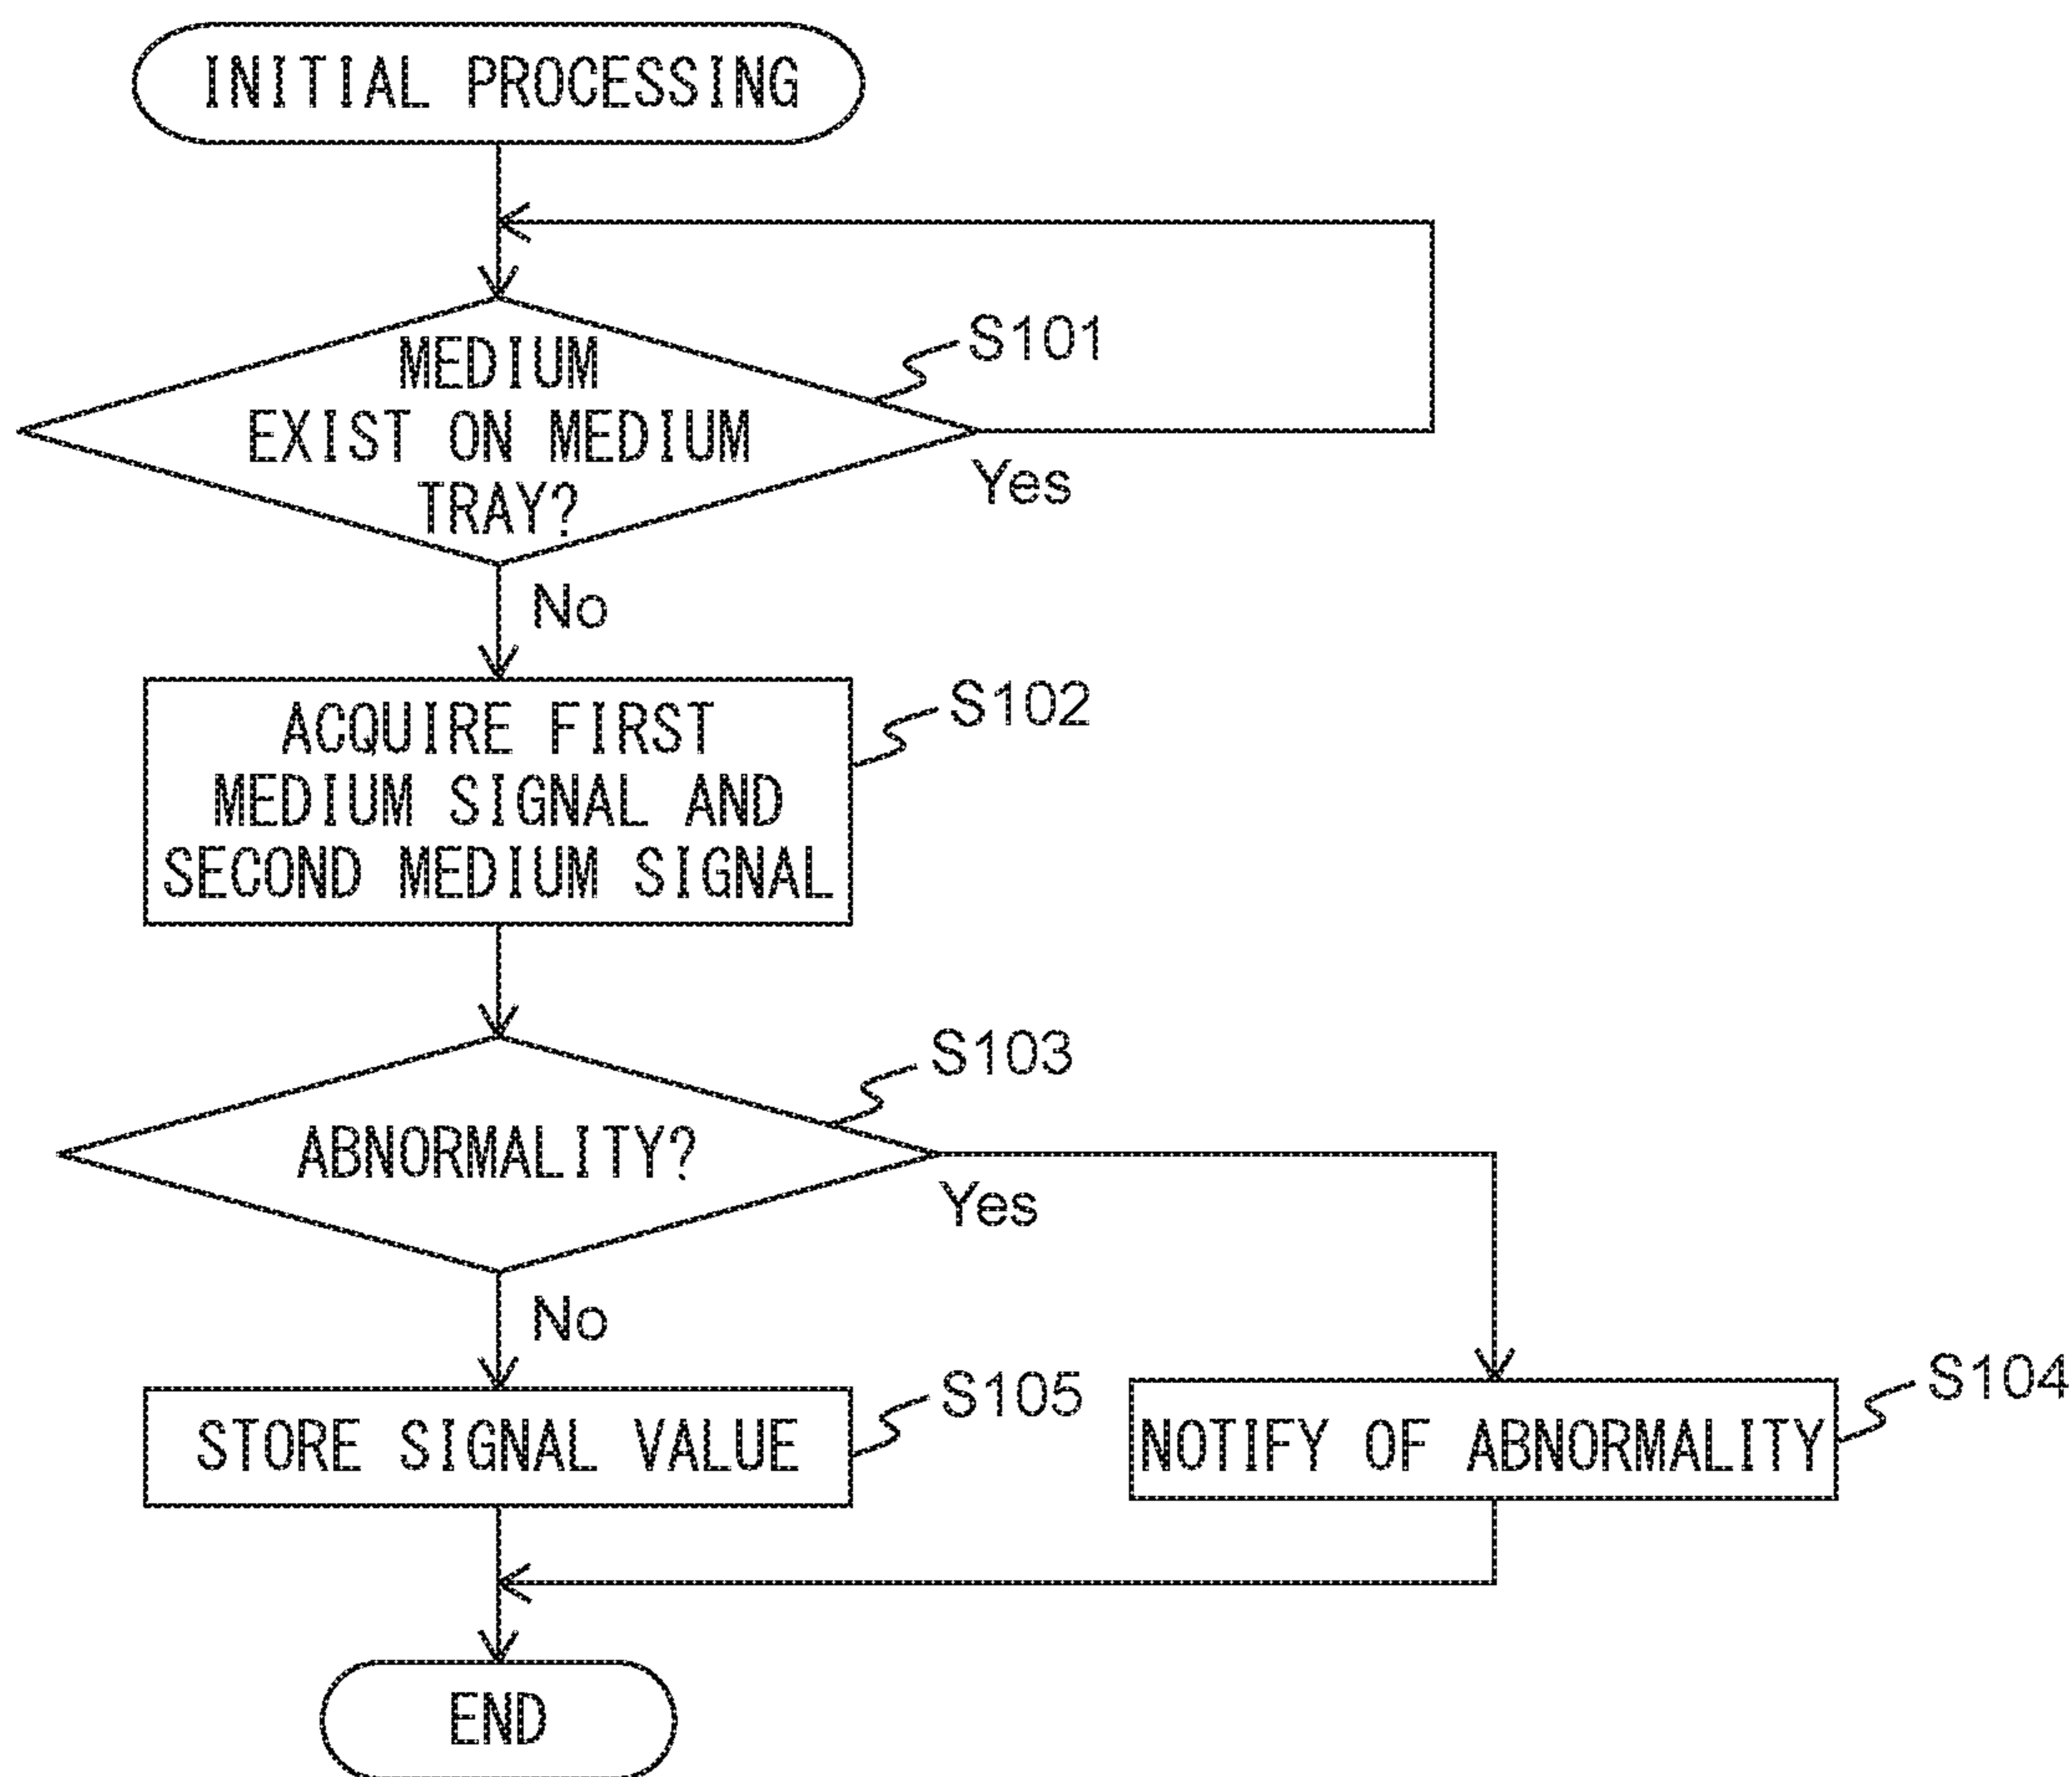 INITIAL PROCESSING
S101
MEDIUM
EXIST ON MEDIUM
TRAY?
Yes
No
S102
ACQUIRE FIRST
MEDIUM SIGNAL AND
SECOND MEDIUM SIGNAL
S103
ABNORMALITY?
Yes
No
S105
STORE SIGNAL VALUE
S104
NOTIFY OF ABNORMALITY
END